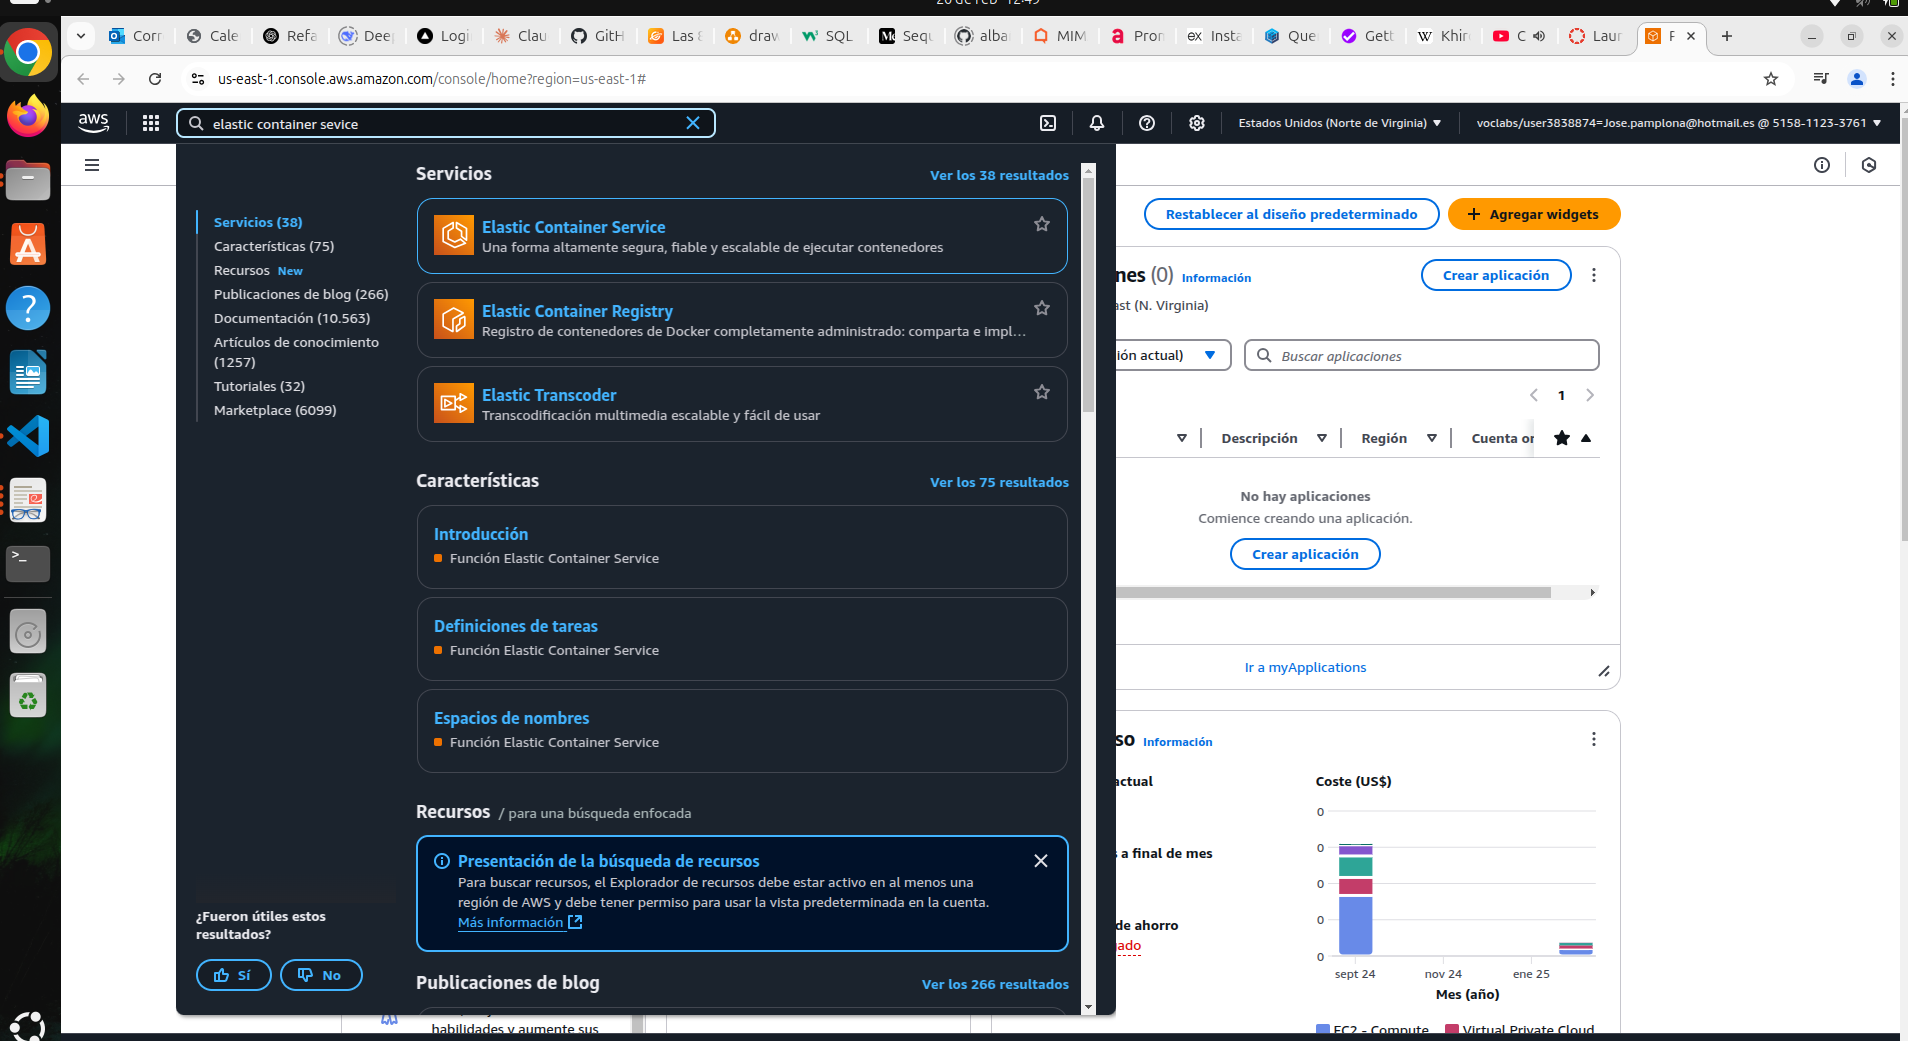 Corr
Cale
Refa
Deep
Logi
Clau
GitH
Las 8
draw
SQL
Sequ
alba
MIM
Pron
Insta
Que
Gett
Khir
C
Laun
us-east-1.console.aws.amazon.com/console/home?region=us-east-1#
aws
elastic container sevice
Estados Unidos (Norte de Virginia)
voclabs/user3838874=Jose.pamplona@hotmail.es @ 5158-1123-3761
Servicios (38)
Características (75)
Recursos New
Publicaciones de blog (266)
Documentación (10.563)
Artículos de conocimiento
(1257)
Tutoriales (32)
Marketplace (6099)
¿Fueron útiles estos
resultados?
Sí
No
Servicios
Ver los 38 resultados
Elastic Container Service
Una forma altamente segura, fiable y escalable de ejecutar contenedores
Elastic Container Registry
Registro de contenedores de Docker completamente administrado: comparta e impl...
Elastic Transcoder
Transcodificación multimedia escalable y fácil de usar
Características
Ver los 75 resultados
Introducción
Función Elastic Container Service
Definiciones de tareas
Función Elastic Container Service
Espacios de nombres
Función Elastic Container Service
Recursos / para una búsqueda enfocada
Presentación de la búsqueda de recursos
Para buscar recursos, el Explorador de recursos debe estar activo en al menos una
región de AWS y debe tener permiso para usar la vista predeterminada en la cuenta.
Más información
Publicaciones de blog
Ver los 266 resultados
habilidades y aumente sus
Restablecer al diseño predeterminado
Agregar widgets
nes (0) Información
Crear aplicación
ast (N. Virginia)
ión actual)
Buscar aplicaciones
1
Descripción
Región
Cuenta or
No hay aplicaciones
Comience creando una aplicación.
Crear aplicación
Ir a myApplications
so Información
actual
a final de mes
de ahorro
gado
Coste (US$)
0
0
0
0
0
sept 24
nov 24
ene 25
Mes (año)
EC2 - Compute
Virtual Private Cloud